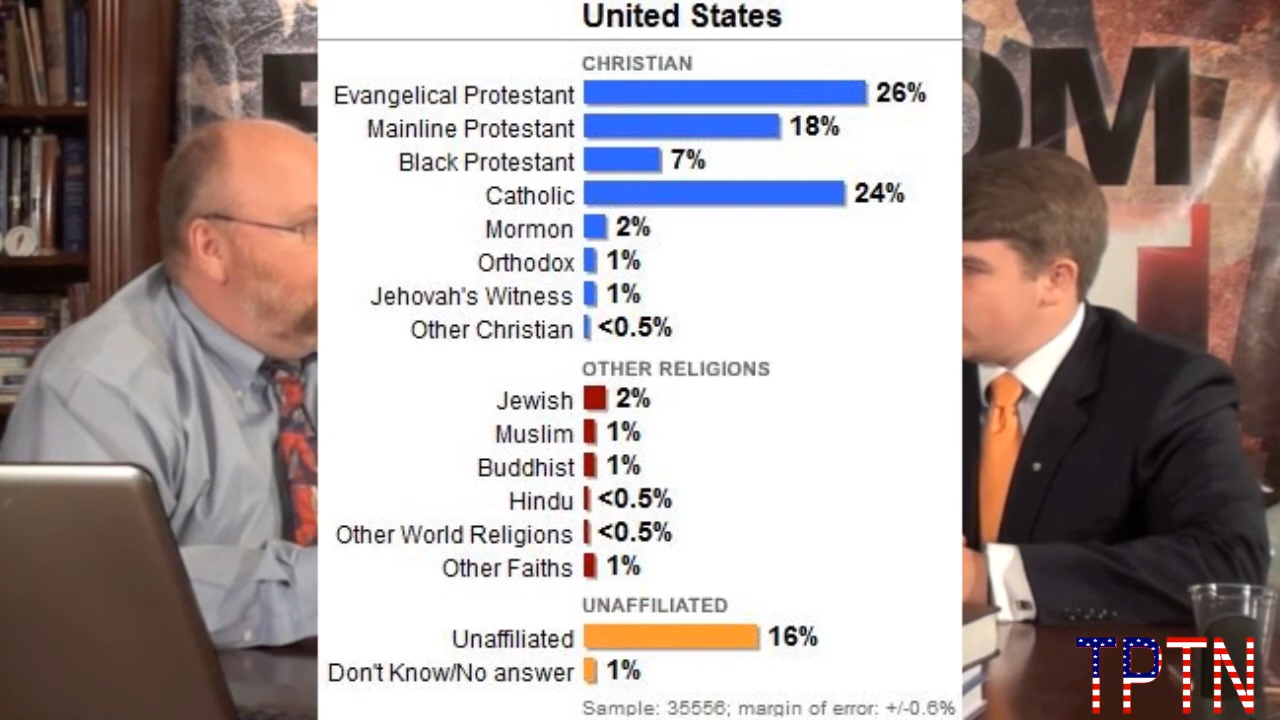 United States
CHRISTIAN
Evangelical Protestant 26%
Mainline Protestant 18%
Black Protestant 7%
Catholic 24%
Mormon 2%
Orthodox 1%
Jehovah's Witness 1%
Other Christian <0.5%
OTHER RELIGIONS
Jewish 2%
Muslim 1%
Buddhist 1%
Hindu <0.5%
Other World Religions <0.5%
Other Faiths 1%
UNAFFILIATED
Unaffiliated 16%
Don't Know/No answer 1%
Sample: 35556; margin of error: +/-0.6%
TPTN